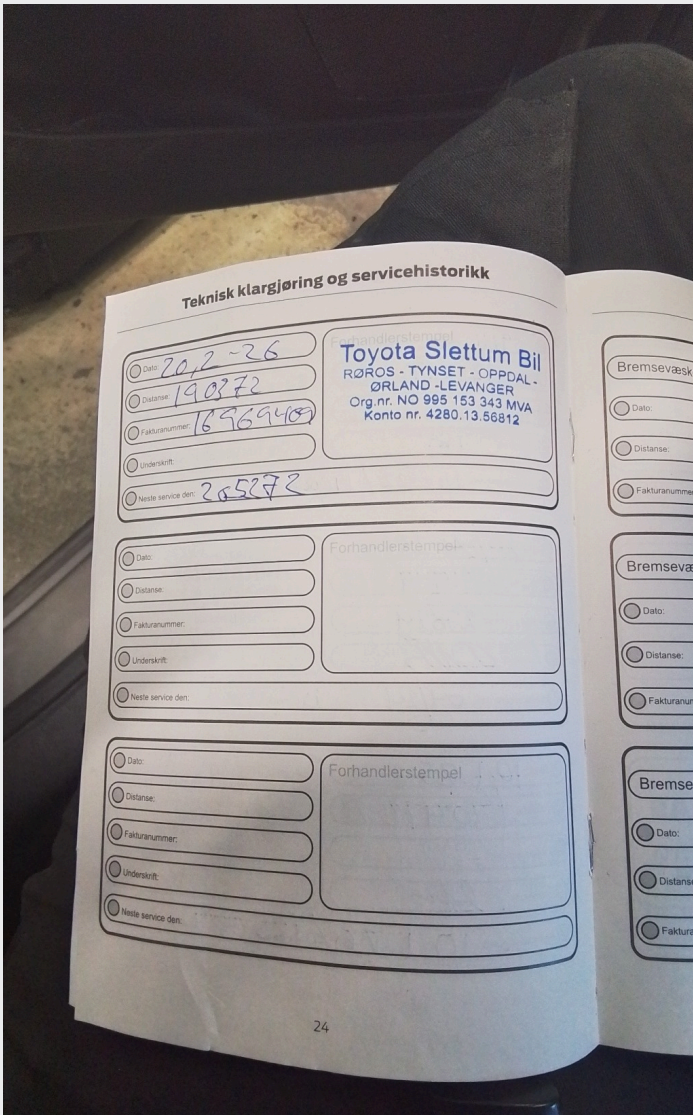 Teknisk klargjøring og servicehistorikk
Dato: 20,2-26
Distanse: 190372
Fakturanummer: 16969409
Underskrift:
Neste service den: 205272
Forhandlerstempel
Toyota Slettum Bil
RØROS - TYNSET - OPPDAL -
ØRLAND -LEVANGER
Org.nr. NO 995 153 343 MVA
Konto nr. 4280.13.56812
Dato:
Distanse:
Fakturanummer:
Underskrift:
Neste service den:
Forhandlerstempel
Dato:
Distanse:
Fakturanummer:
Underskrift:
Neste service den:
Forhandlerstempel
24
Bremsevæsk
Dato:
Distanse:
Fakturanumme
Bremsevæ
Dato:
Distanse:
Fakturanur
Bremse
Dato:
Distanse
Faktura